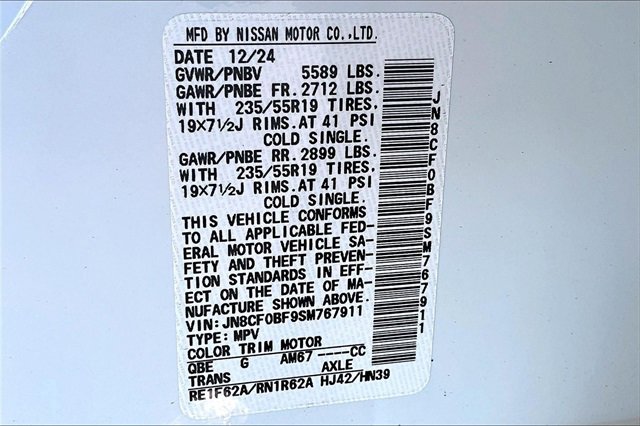 MFD BY NISSAN MOTOR CO.,LTD.
DATE 12/24
GVWR/PNBV 5589 LBS.
GAWR/PNBE FR. 2712 LBS.
WITH 235/55R19 TIRES,
19X7½J RIMS.AT 41 PSI
COLD SINGLE.
GAWR/PNBE RR. 2899 LBS.
WITH 235/55R19 TIRES,
19X7½J RIMS.AT 41 PSI
COLD SINGLE.
THIS VEHICLE CONFORMS
TO ALL APPLICABLE FED-
ERAL MOTOR VEHICLE SA-
FETY AND THEFT PREVEN-
TION STANDARDS IN EFF-
ECT ON THE DATE OF MA-
NUFACTURE SHOWN ABOVE.
VIN:JN8CF0BF9SM767911
TYPE:MPV
COLOR TRIM MOTOR
QBE G AM67 ----CC
TRANS AXLE
RE1F62A/RN1R62A HJ42/HN39
JN8CF0BF9SM767911